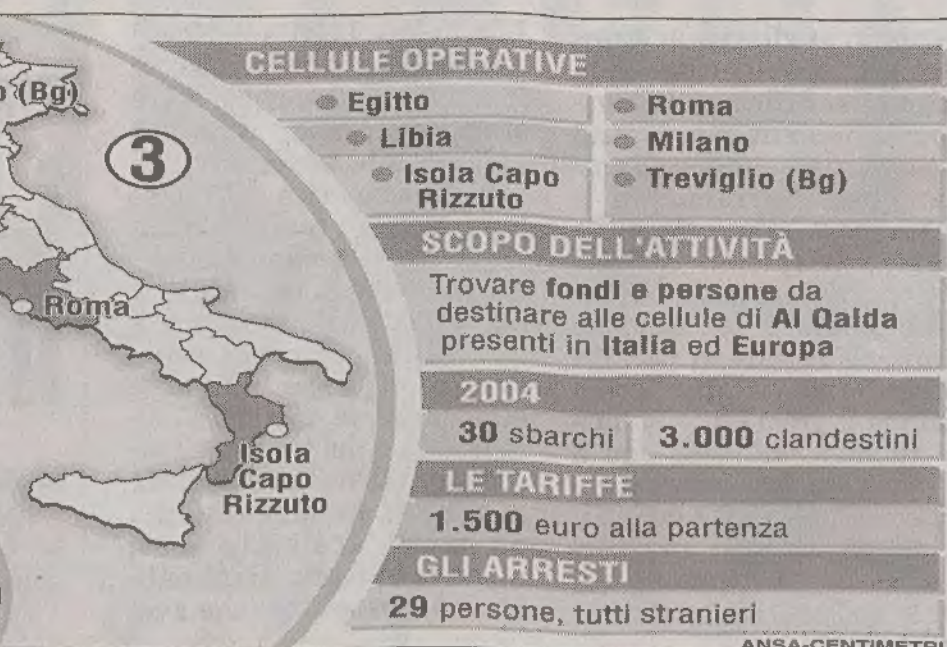 (Bg)
3
Roma
Isola
Capo
Rizzuto
CELLULE OPERATIVE
Egitto
Libia
Isola Capo
Rizzuto
Roma
Milano
Treviglio (Bg)
SCOPO DELL'ATTIVITÀ
Trovare fondi e persone da
destinare alle cellule di Al Qaida
presenti in Italia ed Europa
2004
30 sbarchi
3.000 clandestini
LE TARIFFE
1.500 euro alla partenza
GLI ARRESTI
29 persone, tutti stranieri
ANSA-CENTIMETRI